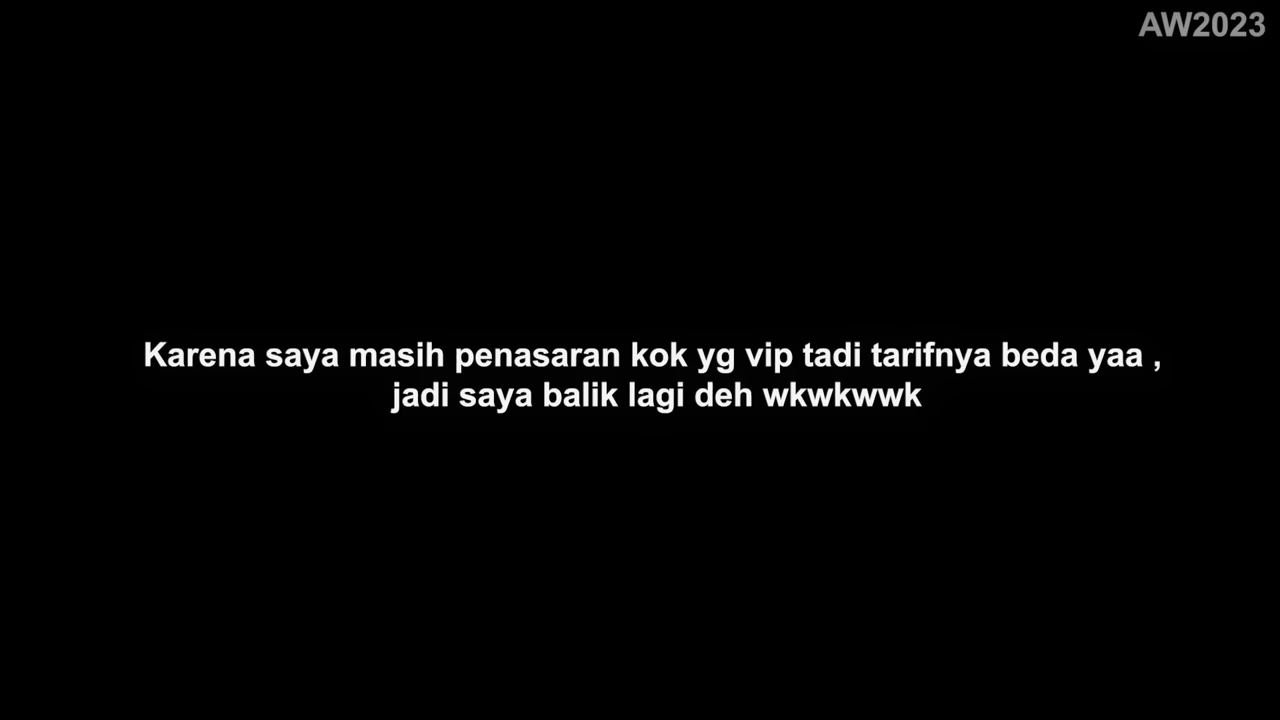 AW2023
Karena saya masih penasaran kok yg vip tadi tarifnya beda yaa ,
jadi saya balik lagi deh wkwkwwk